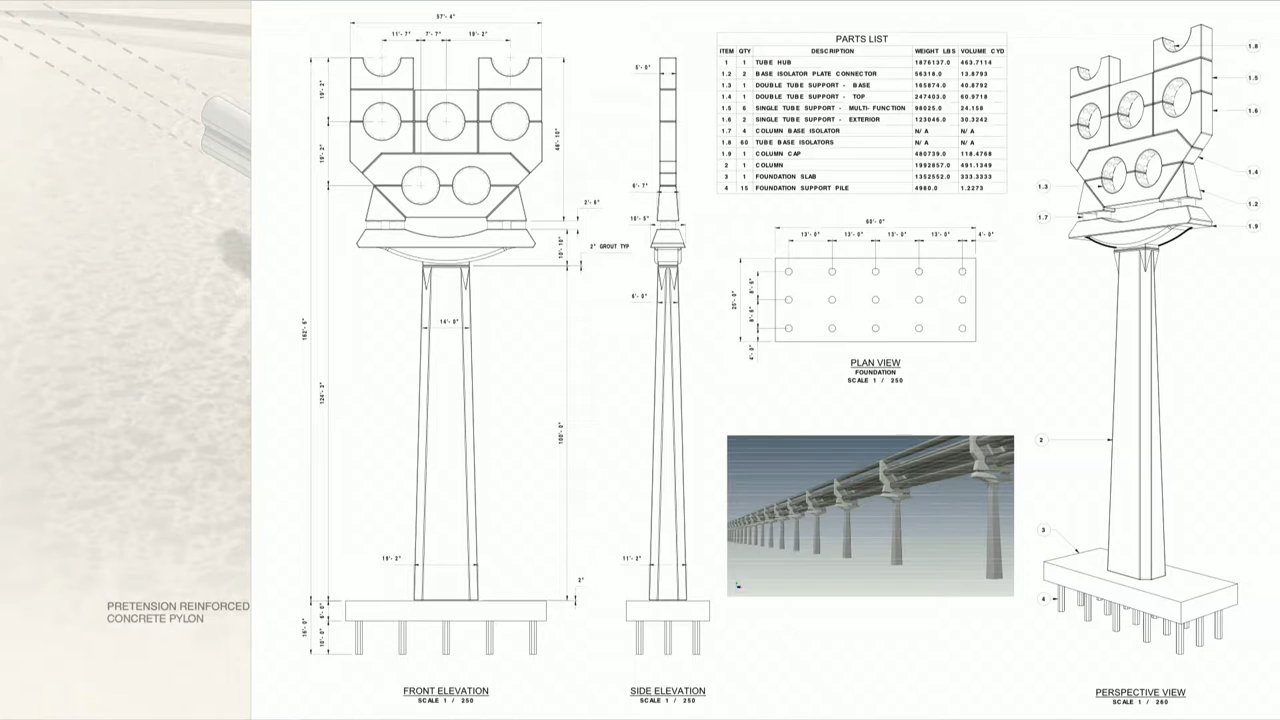 PRETENSION REINFORCED
CONCRETE PYLON
57'- 4"
11'- 7" 7'- 7" 19'- 2"
19'- 2"
19'- 2"
48'- 10"
2'- 6"
10'- 10"
2" GROUT TYP
14'- 0"
162'- 6"
124'- 3"
100'- 0"
19'- 2"
2"
6'- 0"
16'- 0"
10'- 0"
FRONT ELEVATION
SCALE 1 / 250
5'- 0"
6'- 7"
10'- 5"
6'- 0"
11'- 2"
SIDE ELEVATION
SCALE 1 / 250
PARTS LIST
ITEM QTY DESCRIPTION WEIGHT LBS VOLUME CYD
1 1 TUBE HUB 1876137.0 463.7114
1.2 2 BASE ISOLATOR PLATE CONNECTOR 56318.0 13.8793
1.3 1 DOUBLE TUBE SUPPORT - BASE 165874.0 40.8792
1.4 1 DOUBLE TUBE SUPPORT - TOP 247403.0 60.9718
1.5 6 SINGLE TUBE SUPPORT - MULTI- FUNCTION 98025.0 24.158
1.6 2 SINGLE TUBE SUPPORT - EXTERIOR 123046.0 30.3242
1.7 4 COLUMN BASE ISOLATOR N/ A N/ A
1.8 60 TUBE BASE ISOLATORS N/ A N/ A
1.9 1 COLUMN CAP 480739.0 118.4768
2 1 COLUMN 1992857.0 491.1349
3 1 FOUNDATION SLAB 1352552.0 333.3333
4 15 FOUNDATION SUPPORT PILE 4980.0 1.2273
60'- 0"
13'- 0" 13'- 0" 13'- 0" 13'- 0" 4'- 0"
25'- 0"
8'- 6"
8'- 6"
4'- 0"
PLAN VIEW
FOUNDATION
SCALE 1 / 250
1.8
1.5
1.6
1.4
1.3
1.2
1.7
1.9
2
3
4
PERSPECTIVE VIEW
SCALE 1 / 260